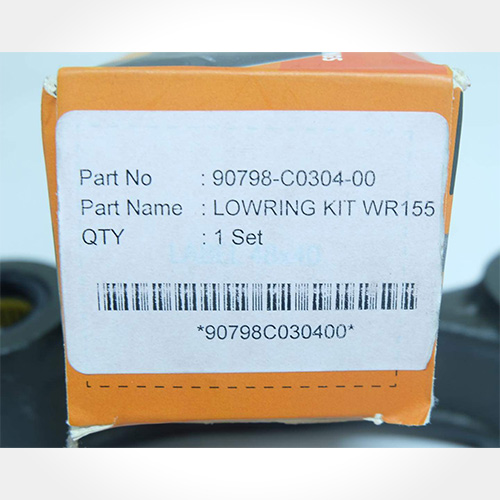 Part No : 90798-C0304-00
Part Name : LOWRING KIT WR155
QTY : 1 Set
*90798C030400*